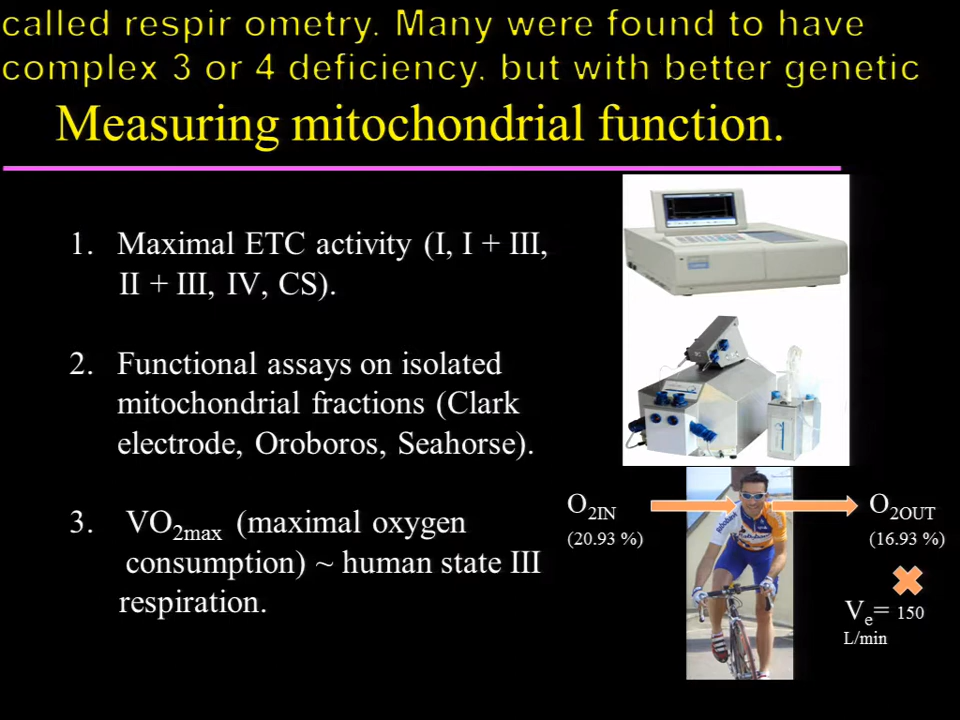 called respir ometry. Many were found to have
complex 3 or 4 deficiency. but with better genetic
Measuring mitochondrial function.
1. Maximal ETC activity (I, I + III,
II + III, IV, CS).
2. Functional assays on isolated
mitochondrial fractions (Clark
electrode, Oroboros, Seahorse).
3. VO2max (maximal oxygen
consumption) ~ human state III
respiration.
O2IN
(20.93 %)
O2OUT
(16.93 %)
Ve= 150
L/min